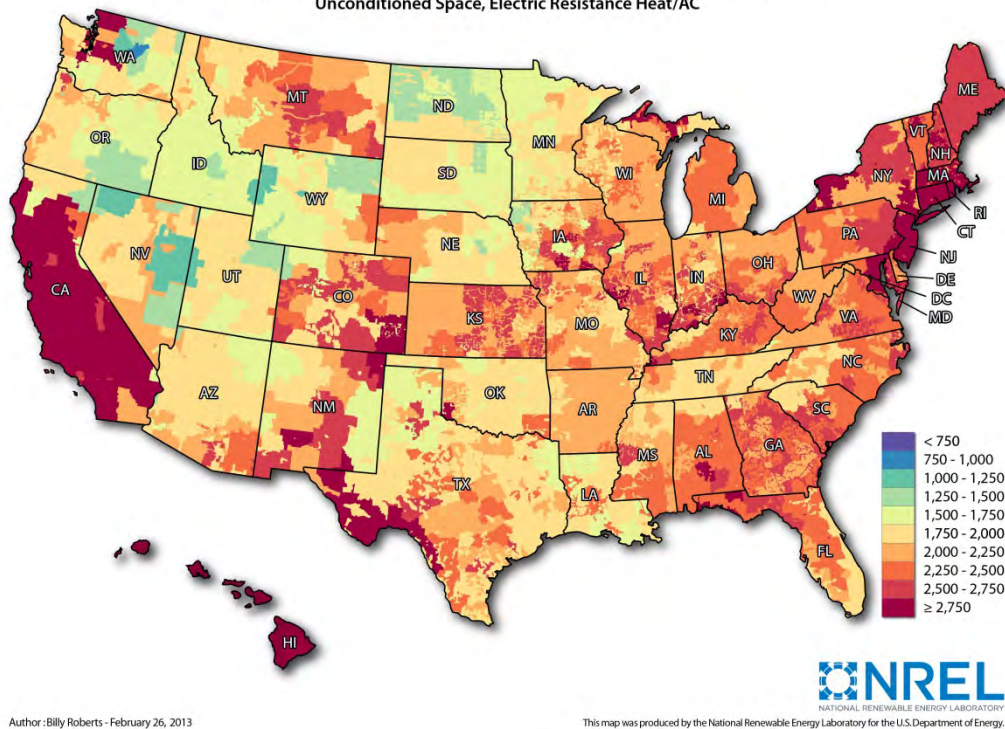 Unconditioned Space, Electric Resistance Heat/AC
WA
MT
ND
MN
ME
VT
NH
OR
ID
WY
SD
WI
MI
NY
MA
RI
CT
NV
UT
CO
NE
IA
IL
IN
OH
PA
NJ
DE
DC
MD
CA
KS
MO
KY
WV
VA
AZ
NM
OK
AR
TN
NC
SC
TX
LA
MS
AL
GA
FL
HI
< 750
750 - 1,000
1,000 - 1,250
1,250 - 1,500
1,500 - 1,750
1,750 - 2,000
2,000 - 2,250
2,250 - 2,500
2,500 - 2,750
≥ 2,750
NREL
NATIONAL RENEWABLE ENERGY LABORATORY
Author : Billy Roberts - February 26, 2013
This map was produced by the National Renewable Energy Laboratory for the U.S. Department of Energy.